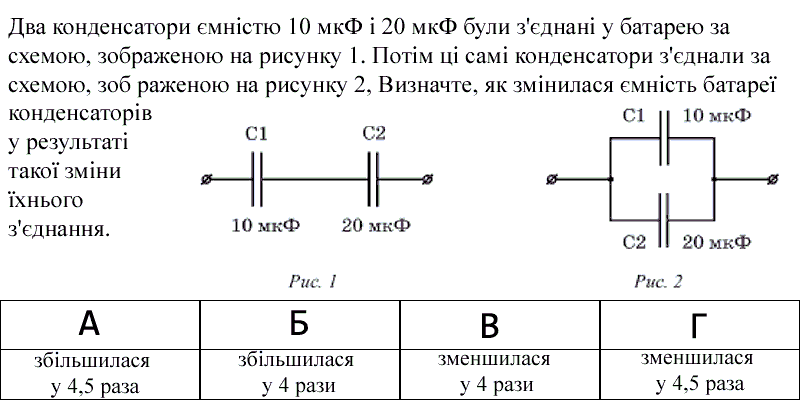 Два конденсатори ємністю 10 мкФ і 20 мкФ були з'єднані у батарею за
схемою, зображеною на рисунку 1. Потім ці самі конденсатори з'єднали за
схемою, зоб раженою на рисунку 2, Визначте, як змінилася ємність батареї
конденсаторів
у результаті
такої зміни
їхнього
з'єднання.
C1 C2
10 мкФ 20 мкФ
Рис. 1
C1 10 мкФ
C2 20 мкФ
Рис. 2
А Б В Г
збільшилася збільшилася зменшилася зменшилася
у 4,5 раза у 4 рази у 4 рази у 4,5 раза